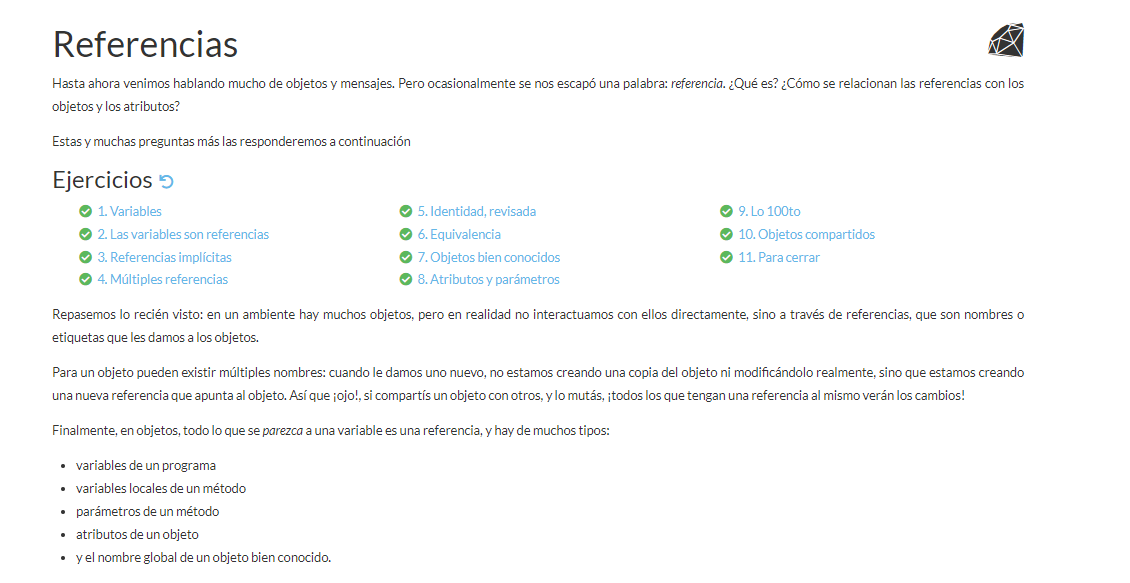 Referencias
Hasta ahora venimos hablando mucho de objetos y mensajes. Pero ocasionalmente se nos escapó una palabra: referencia. ¿Qué es? ¿Cómo se relacionan las referencias con los
objetos y los atributos?
Estas y muchas preguntas más las responderemos a continuación
Ejercicios
1. Variables
2. Las variables son referencias
3. Referencias implícitas
4. Múltiples referencias
5. Identidad, revisada
6. Equivalencia
7. Objetos bien conocidos
8. Atributos y parámetros
9. Lo 100to
10. Objetos compartidos
11. Para cerrar
Repasemos lo recién visto: en un ambiente hay muchos objetos, pero en realidad no interactuamos con ellos directamente, sino a través de referencias, que son nombres o
etiquetas que les damos a los objetos.
Para un objeto pueden existir múltiples nombres: cuando le damos uno nuevo, no estamos creando una copia del objeto ni modificándolo realmente, sino que estamos creando
una nueva referencia que apunta al objeto. Así que ¡ojo!, si compartís un objeto con otros, y lo mutás, ¡todos los que tengan una referencia al mismo verán los cambios!
Finalmente, en objetos, todo lo que se parezca a una variable es una referencia, y hay de muchos tipos:
• variables de un programa
• variables locales de un método
• parámetros de un método
• atributos de un objeto
• y el nombre global de un objeto bien conocido.